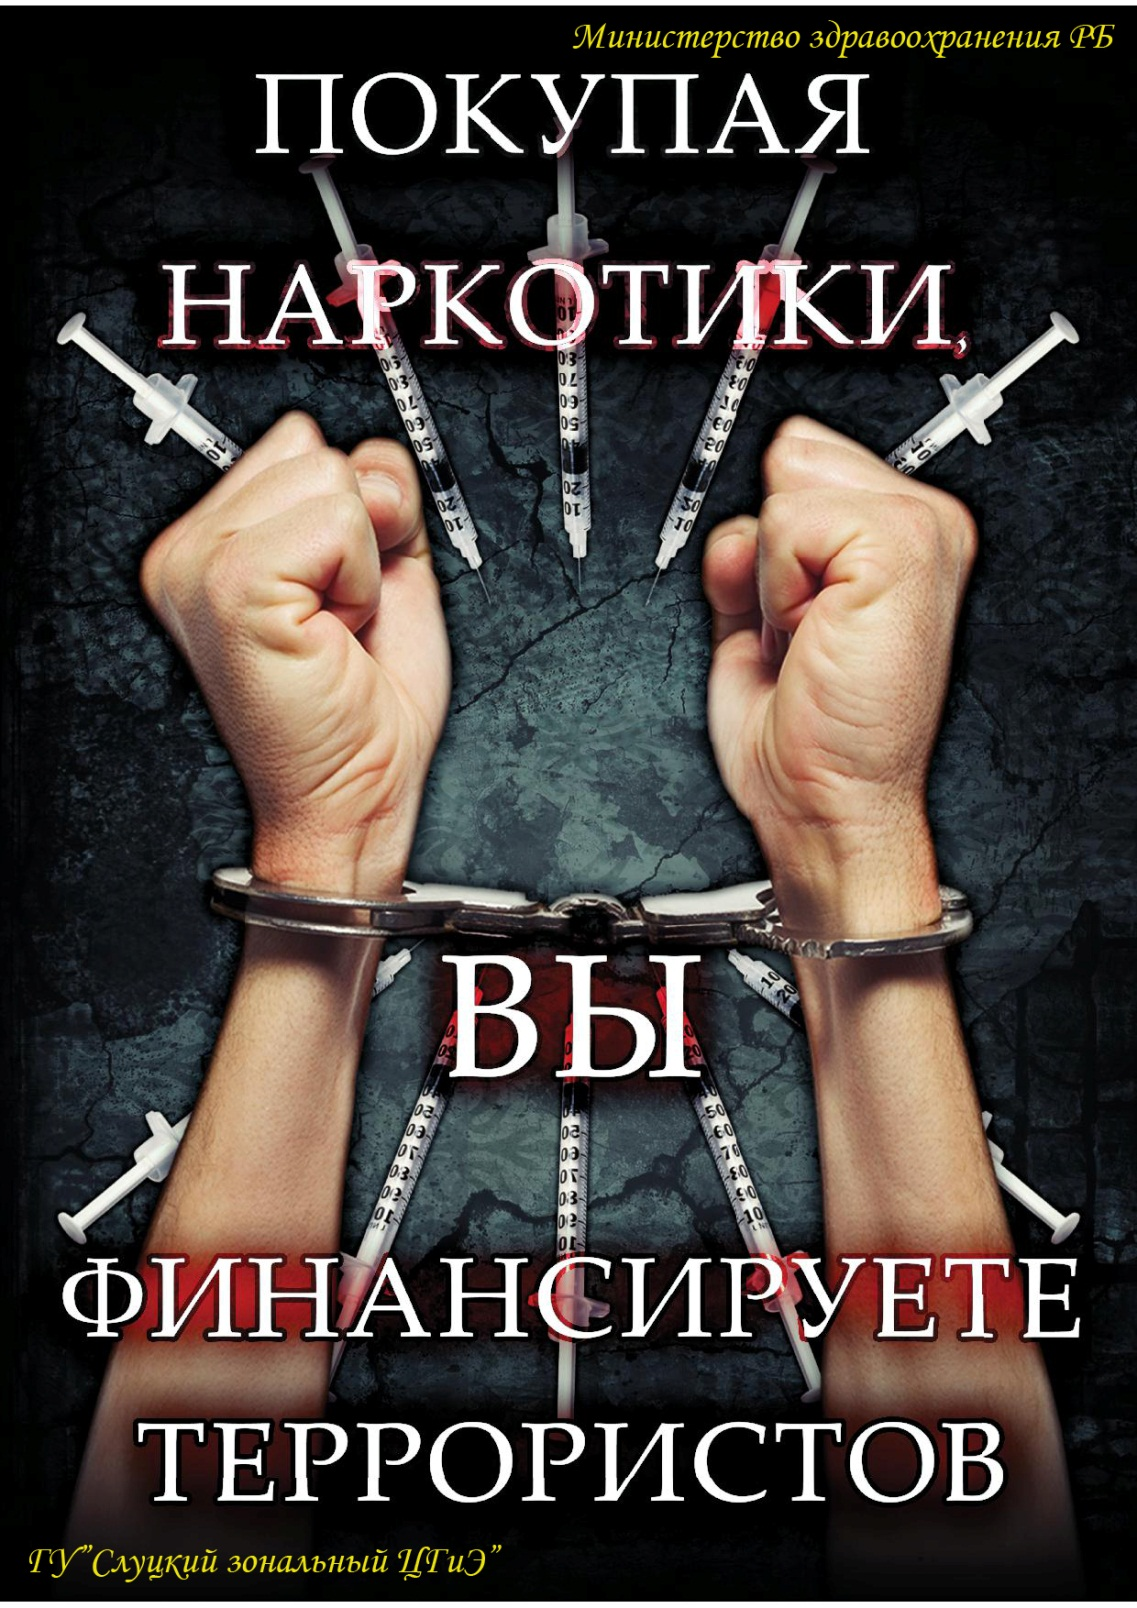 Министерство здравоохранения РБ
ПОКУПАЯ
НАРКОТИКИ,
ВЫ
ФИНАНСИРУЕТЕ
ТЕРРОРИСТОВ
ГУ"Слуцкий зональный ЦГиЭ"